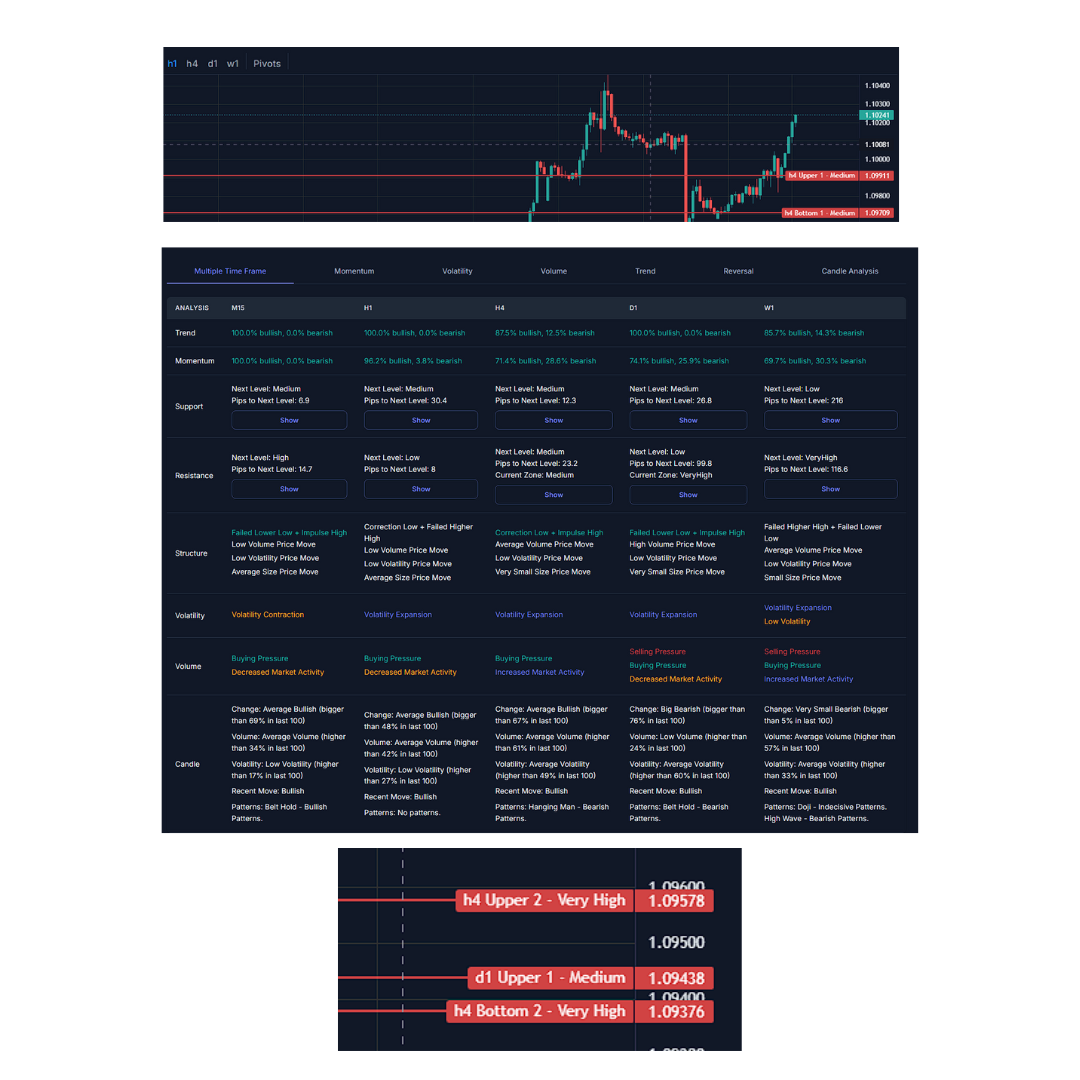 h1 h4 d1 w1 Pivots
1.10400
1.10300
1.10241
1.10200
1.10081
1.10000
h4 Upper 1 - Medium 1.09911
1.09800
h4 Bottom 1 - Medium 1.09709
Multiple Time Frame Momentum Volatility Volume Trend Reversal Candle Analysis
ANALYSIS M15 H1 H4 D1 W1
Trend 100.0% bullish, 0.0% bearish 100.0% bullish, 0.0% bearish 87.5% bullish, 12.5% bearish 100.0% bullish, 0.0% bearish 85.7% bullish, 14.3% bearish
Momentum 100.0% bullish, 0.0% bearish 96.2% bullish, 3.8% bearish 71.4% bullish, 28.6% bearish 74.1% bullish, 25.9% bearish 69.7% bullish, 30.3% bearish
Support
Next Level: Medium
Pips to Next Level: 6.9
Show
Next Level: Medium
Pips to Next Level: 30.4
Show
Next Level: Medium
Pips to Next Level: 12.3
Show
Next Level: Medium
Pips to Next Level: 26.8
Show
Next Level: Low
Pips to Next Level: 216
Show
Resistance
Next Level: High
Pips to Next Level: 14.7
Show
Next Level: Low
Pips to Next Level: 8
Show
Next Level: Medium
Pips to Next Level: 23.2
Current Zone: Medium
Show
Next Level: Low
Pips to Next Level: 99.8
Current Zone: VeryHigh
Show
Next Level: VeryHigh
Pips to Next Level: 116.6
Show
Structure
Failed Lower Low + Impulse High
Low Volume Price Move
Low Volatility Price Move
Average Size Price Move
Correction Low + Failed Higher
High
Low Volume Price Move
Low Volatility Price Move
Average Size Price Move
Correction Low + Impulse High
Average Volume Price Move
Low Volatility Price Move
Very Small Size Price Move
Failed Lower Low + Impulse High
High Volume Price Move
Low Volatility Price Move
Very Small Size Price Move
Failed Higher High + Failed Lower
Low
Average Volume Price Move
Low Volatility Price Move
Small Size Price Move
Volatility
Volatility Contraction
Volatility Expansion
Volatility Expansion
Volatility Expansion
Volatility Expansion
Low Volatility
Volume
Buying Pressure
Decreased Market Activity
Buying Pressure
Decreased Market Activity
Buying Pressure
Increased Market Activity
Selling Pressure
Buying Pressure
Decreased Market Activity
Selling Pressure
Buying Pressure
Increased Market Activity
Candle
Change: Average Bullish (bigger
than 69% in last 100)
Volume: Average Volume (higher
than 34% in last 100)
Volatility: Low Volatility (higher
than 17% in last 100)
Recent Move: Bullish
Patterns: Belt Hold - Bullish
Patterns.
Change: Average Bullish (bigger
than 48% in last 100)
Volume: Average Volume (higher
than 42% in last 100)
Volatility: Low Volatility (higher
than 27% in last 100)
Recent Move: Bullish
Patterns: No patterns.
Change: Average Bullish (bigger
than 67% in last 100)
Volume: Average Volume (higher
than 61% in last 100)
Volatility: Average Volatility
(higher than 49% in last 100)
Recent Move: Bullish
Patterns: Hanging Man - Bearish
Patterns.
Change: Big Bearish (bigger than
76% in last 100)
Volume: Low Volume (higher than
24% in last 100)
Volatility: Average Volatility
(higher than 60% in last 100)
Recent Move: Bullish
Patterns: Belt Hold - Bearish
Patterns.
Change: Very Small Bearish (bigger
than 5% in last 100)
Volume: Average Volume (higher than
57% in last 100)
Volatility: Average Volatility (higher
than 33% in last 100)
Recent Move: Bullish
Patterns: Doji - Indecisive Patterns.
High Wave - Bearish Patterns.
1.09600
h4 Upper 2 - Very High 1.09578
1.09500
d1 Upper 1 - Medium 1.09438
1.09400
h4 Bottom 2 - Very High 1.09376